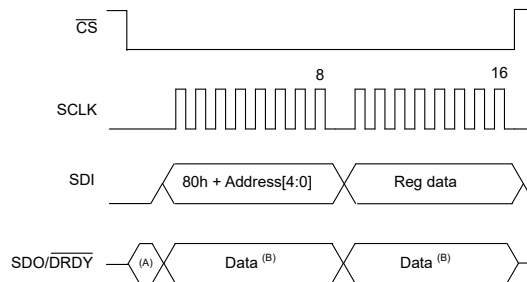 CS
8
16
SCLK
SDI
80h + Address[4:0]
Reg data
SDO/DRDY
(A)
Data (B)
Data (B)